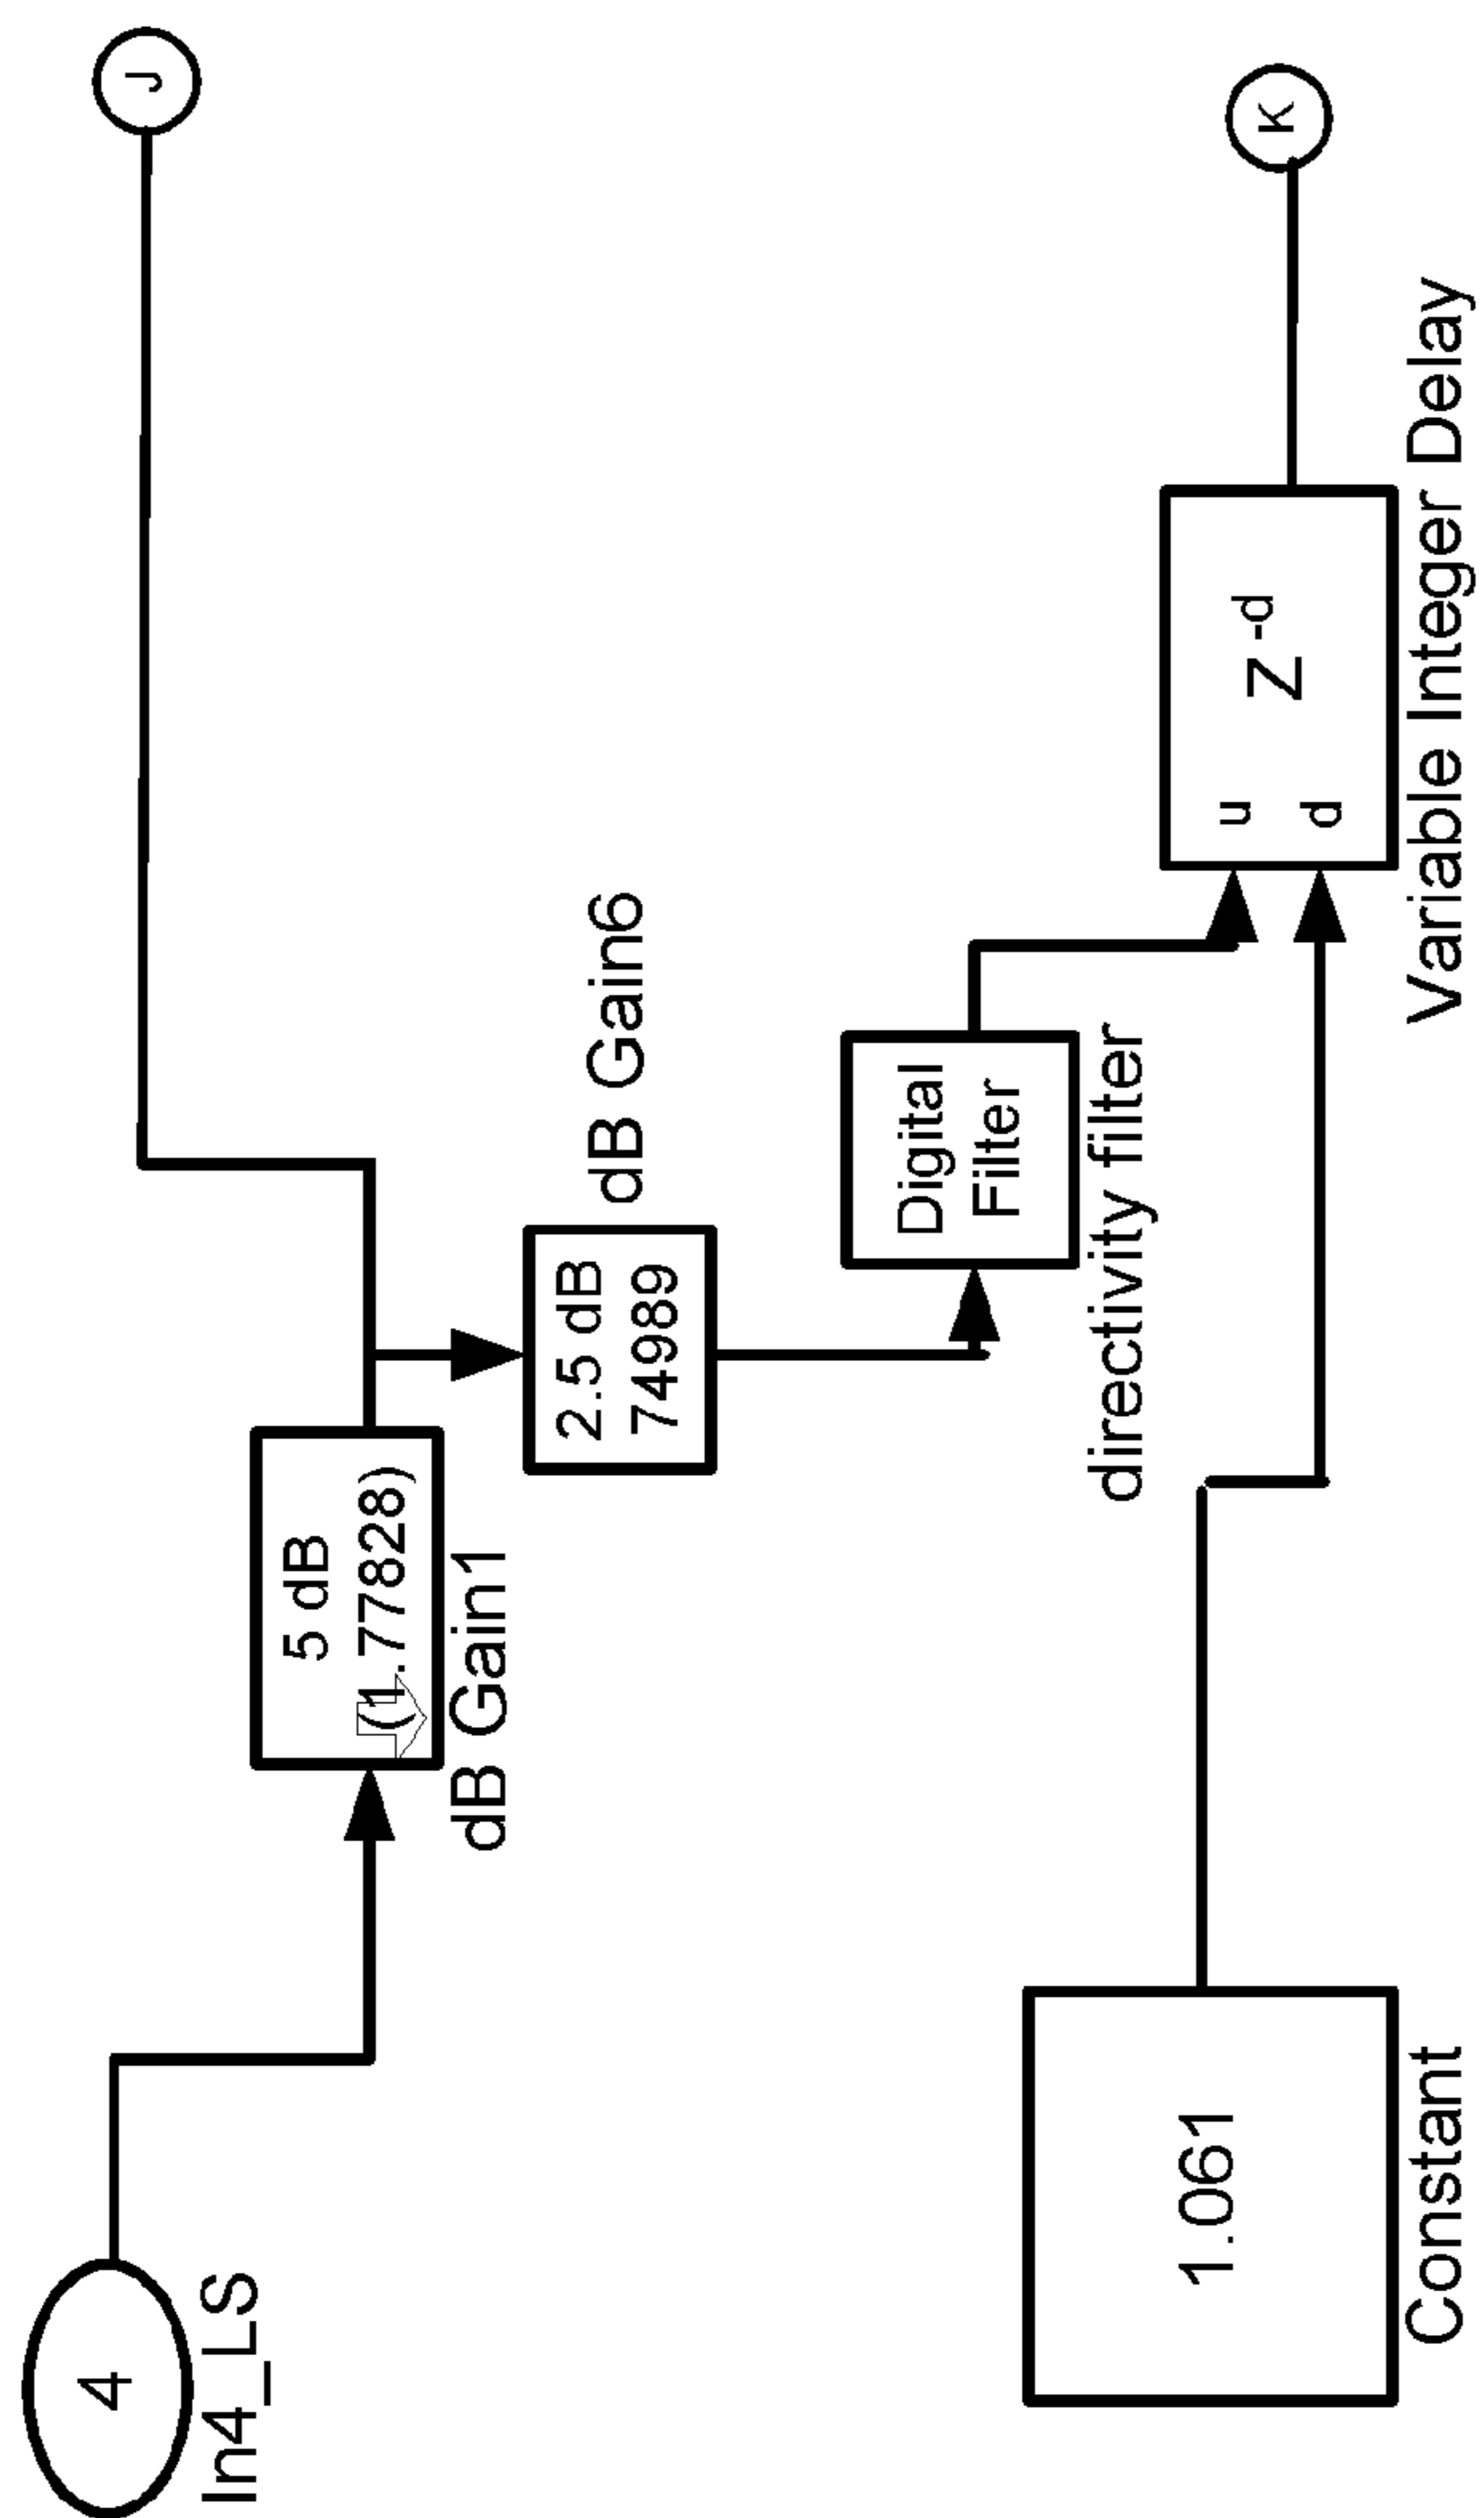 4
In4_LS
5 dB
(1.77828)
dB Gain1
J
2.5 dB
74989
dB Gain6
Digital
Filter
directivity filter
1.061
Constant
u
d
Z-d
Variable Integer Delay
K